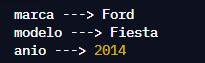 marca ---> Ford
modelo ---> Fiesta
anio ---> 2014